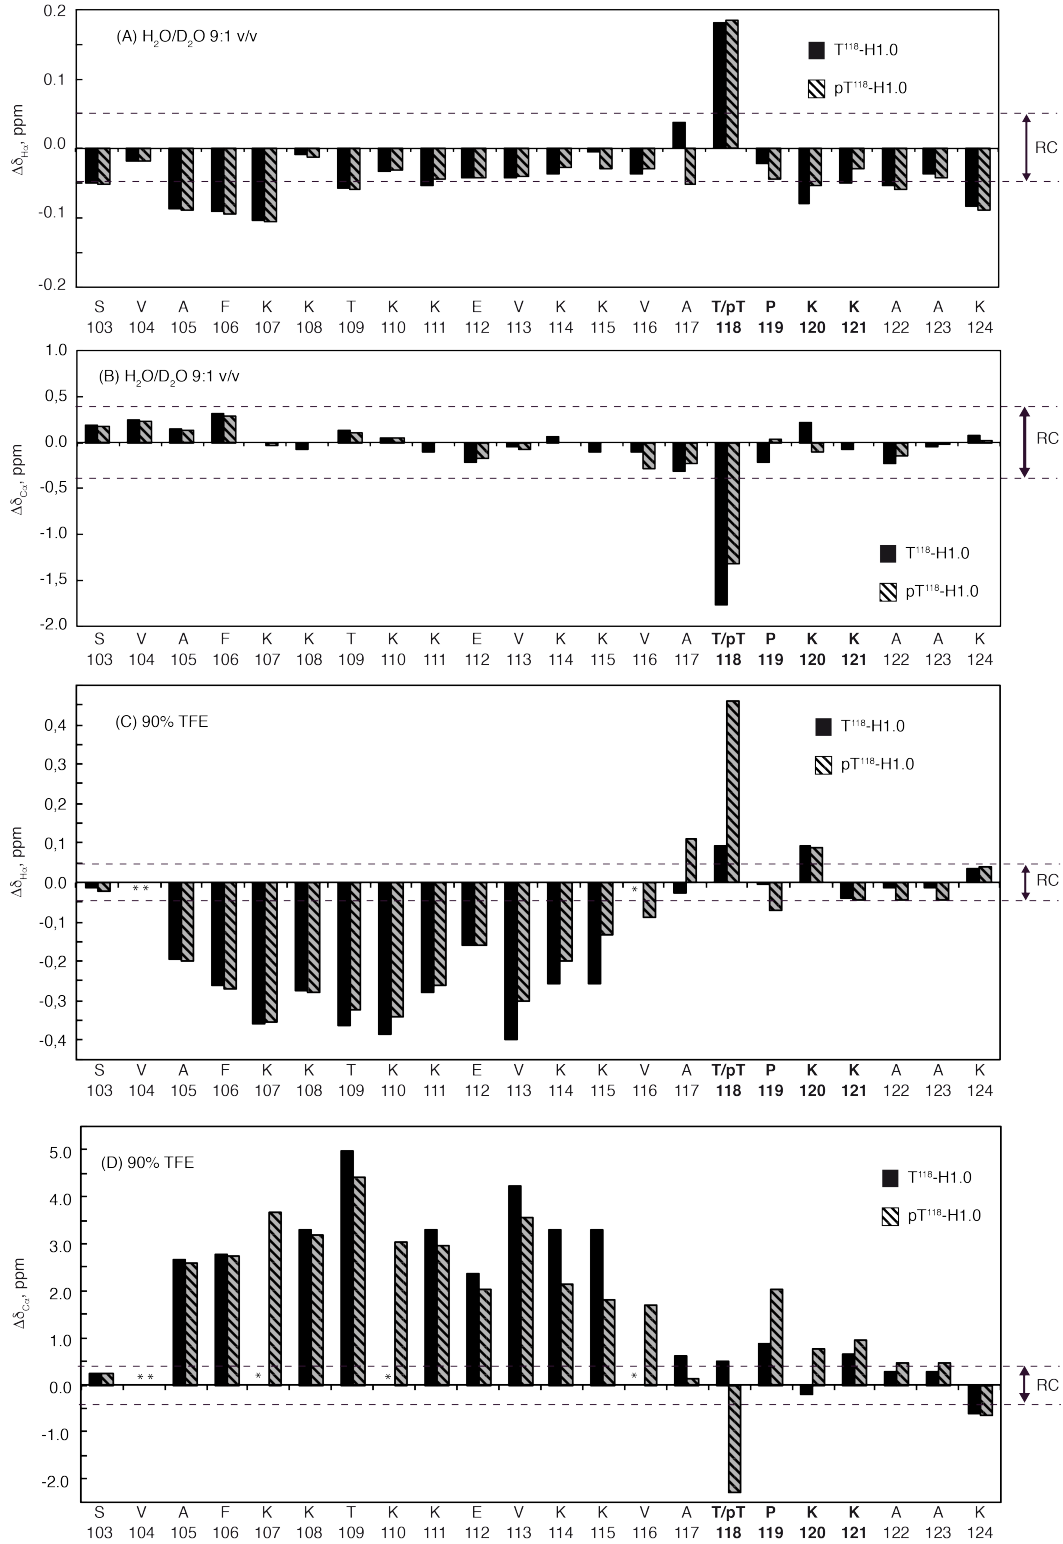 0.2
(A) H₂O/D₂O 9:1 v/v
T¹¹⁸-H1.0
0.1
pT¹¹⁸-H1.0
ΔδHα, ppm
0.0
RC
-0.1
-0.2
S V A F K K T K K E V K K V A T/pT P K K A A K
103 104 105 106 107 108 109 110 111 112 113 114 115 116 117 118 119 120 121 122 123 124
1.0
(B) H₂O/D₂O 9:1 v/v
0,5
0.0
RC
ΔδCα, ppm
-0,5
-1.0
T¹¹⁸-H1.0
-1,5
pT¹¹⁸-H1.0
-2.0
S V A F K K T K K E V K K V A T/pT P K K A A K
103 104 105 106 107 108 109 110 111 112 113 114 115 116 117 118 119 120 121 122 123 124
(C) 90% TFE
0,4
T¹¹⁸-H1.0
0,3
pT¹¹⁸-H1.0
0,2
0,1
ΔδHα, ppm
0.0
* * *
RC
-0,1
-0,2
-0,3
-0,4
S V A F K K T K K E V K K V A T/pT P K K A A K
103 104 105 106 107 108 109 110 111 112 113 114 115 116 117 118 119 120 121 122 123 124
5.0
(D) 90% TFE
T¹¹⁸-H1.0
4.0
pT¹¹⁸-H1.0
3.0
2.0
ΔδCα, ppm
1.0
0.0
* * * * *
RC
-1.0
-2.0
S V A F K K T K K E V K K V A T/pT P K K A A K
103 104 105 106 107 108 109 110 111 112 113 114 115 116 117 118 119 120 121 122 123 124